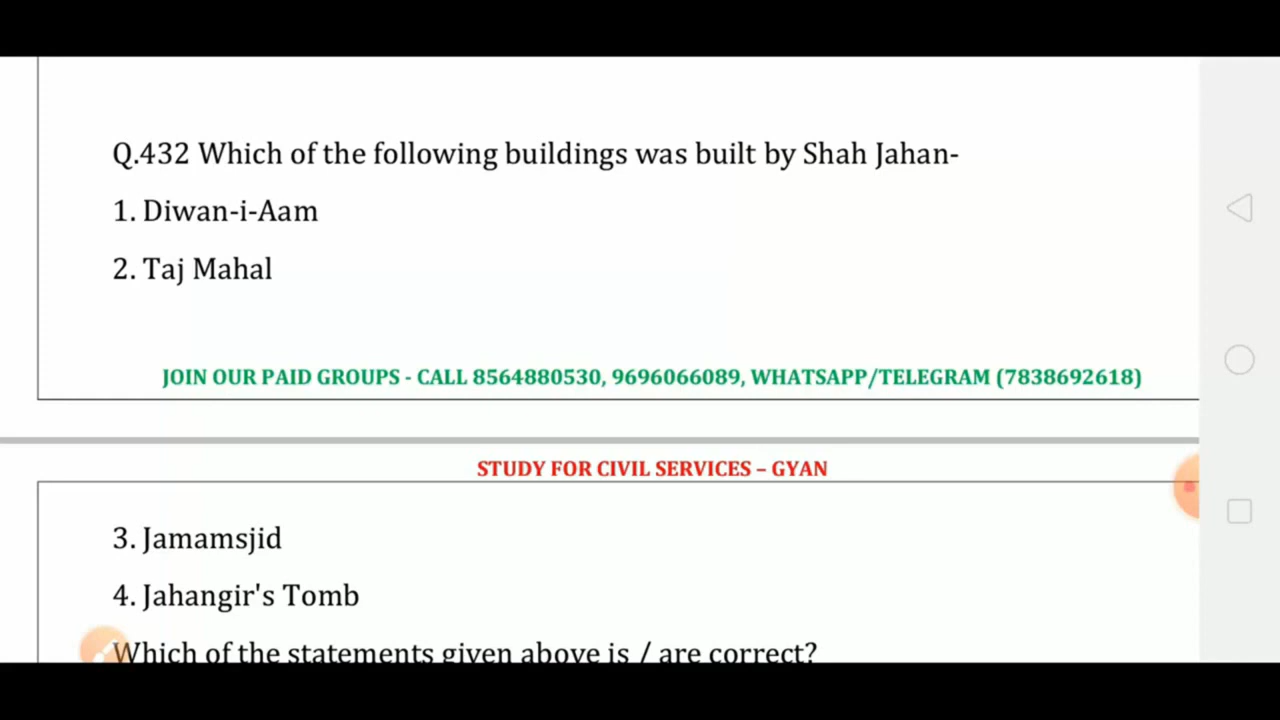 Q.432 Which of the following buildings was built by Shah Jahan-
1. Diwan-i-Aam
2. Taj Mahal
JOIN OUR PAID GROUPS - CALL 8564880530, 9696066089, WHATSAPP/TELEGRAM (7838692618)
STUDY FOR CIVIL SERVICES – GYAN
3. Jamamsjid
4. Jahangir's Tomb
Which of the statements given above is / are correct?